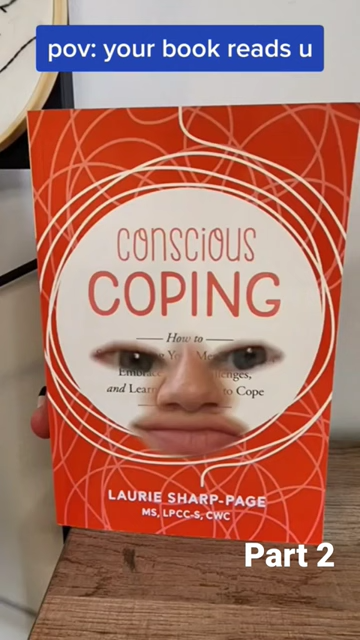 pov: your book reads u
conscious
COPING
How to
Embrace
and Learn to Cope
LAURIE SHARP-PAGE
MS, LPCC-S, CWC
Part 2